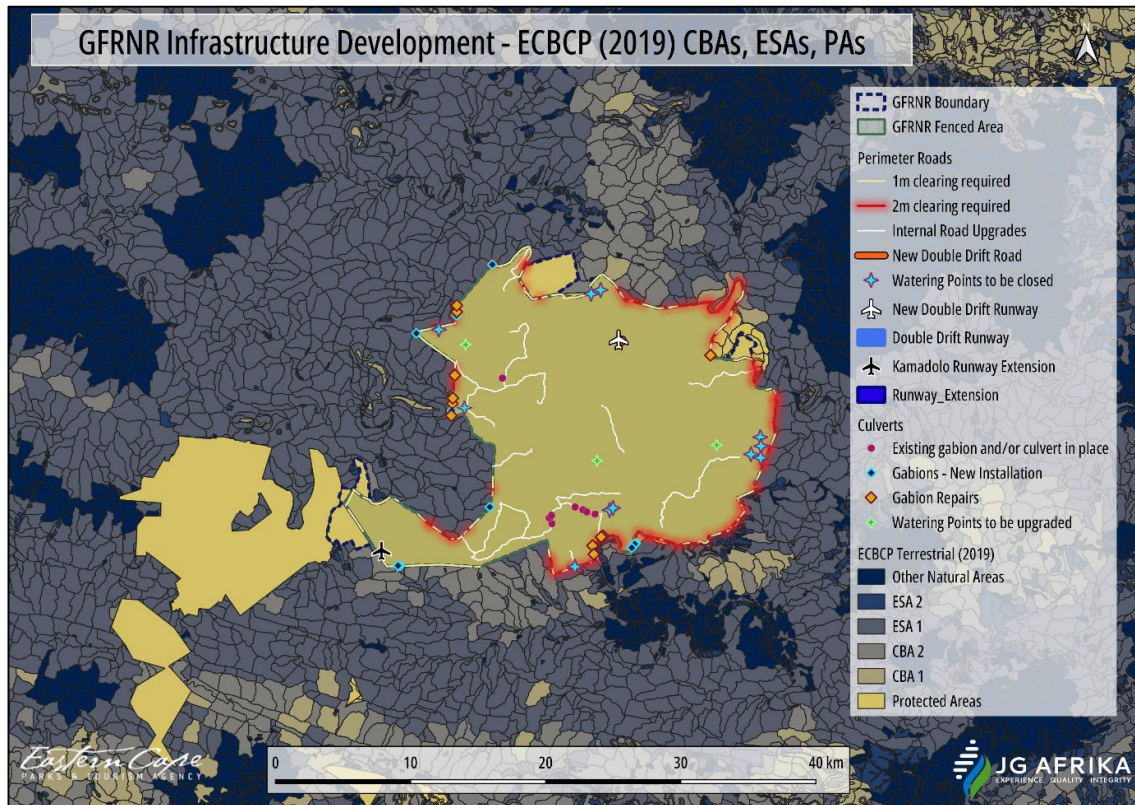 GFRNR Infrastructure Development - ECBCP (2019) CBAs, ESAs, PAs
N
GFRNR Boundary
GFRNR Fenced Area
Perimeter Roads
1m clearing required
2m clearing required
Internal Road Upgrades
New Double Drift Road
Watering Points to be closed
New Double Drift Runway
Double Drift Runway
Kamadolo Runway Extension
Runway_Extension
Culverts
Existing gabion and/or culvert in place
Gabions - New Installation
Gabion Repairs
Watering Points to be upgraded
ECBCP Terrestrial (2019)
Other Natural Areas
ESA 2
ESA 1
CBA 2
CBA 1
Protected Areas
Eastern Cape
PARKS & TOURISM AGENCY
0 10 20 30 40 km
JG AFRIKA
EXPERIENCE QUALITY INTEGRITY